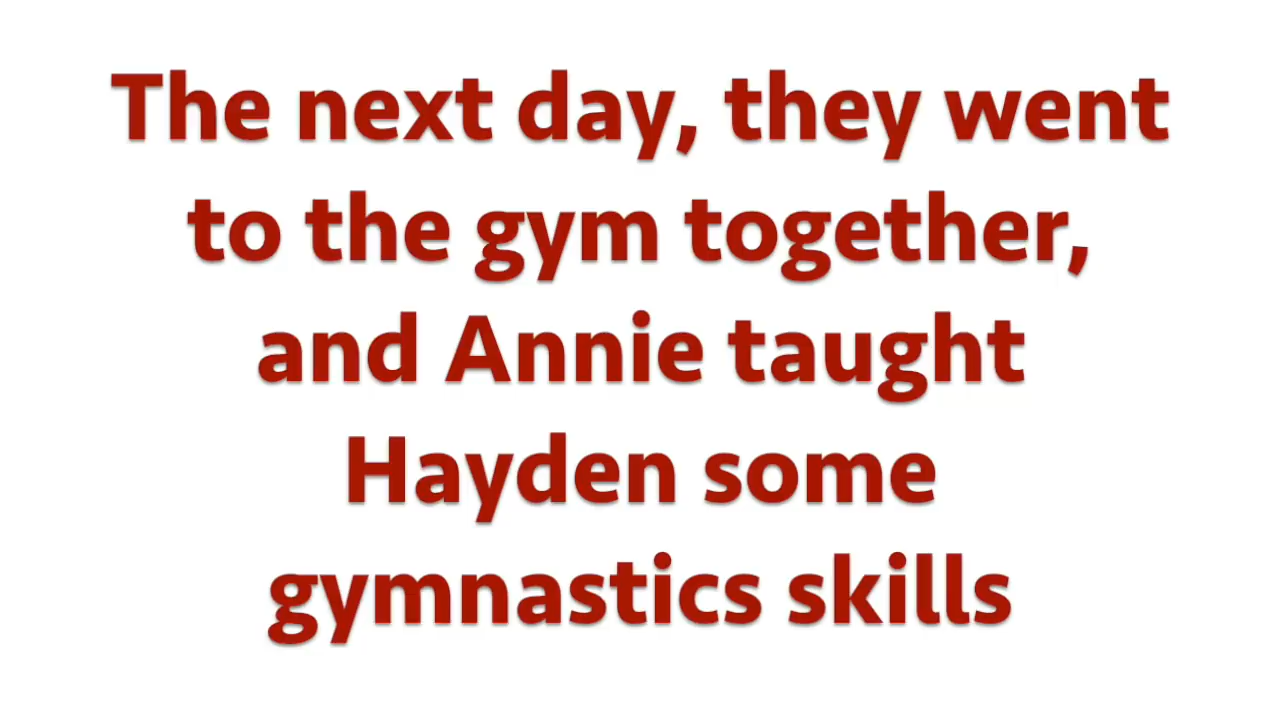 The next day, they went
to the gym together,
and Annie taught
Hayden some
gymnastics skills